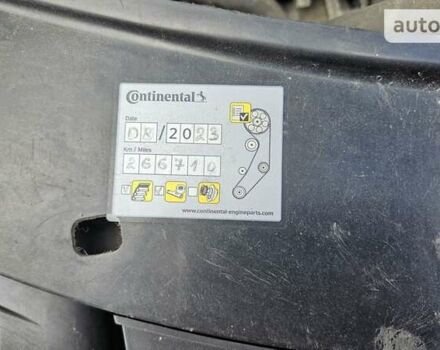 auto
Continental
Date
08/2023
Km / Miles
266710
www.continental-engineparts.com